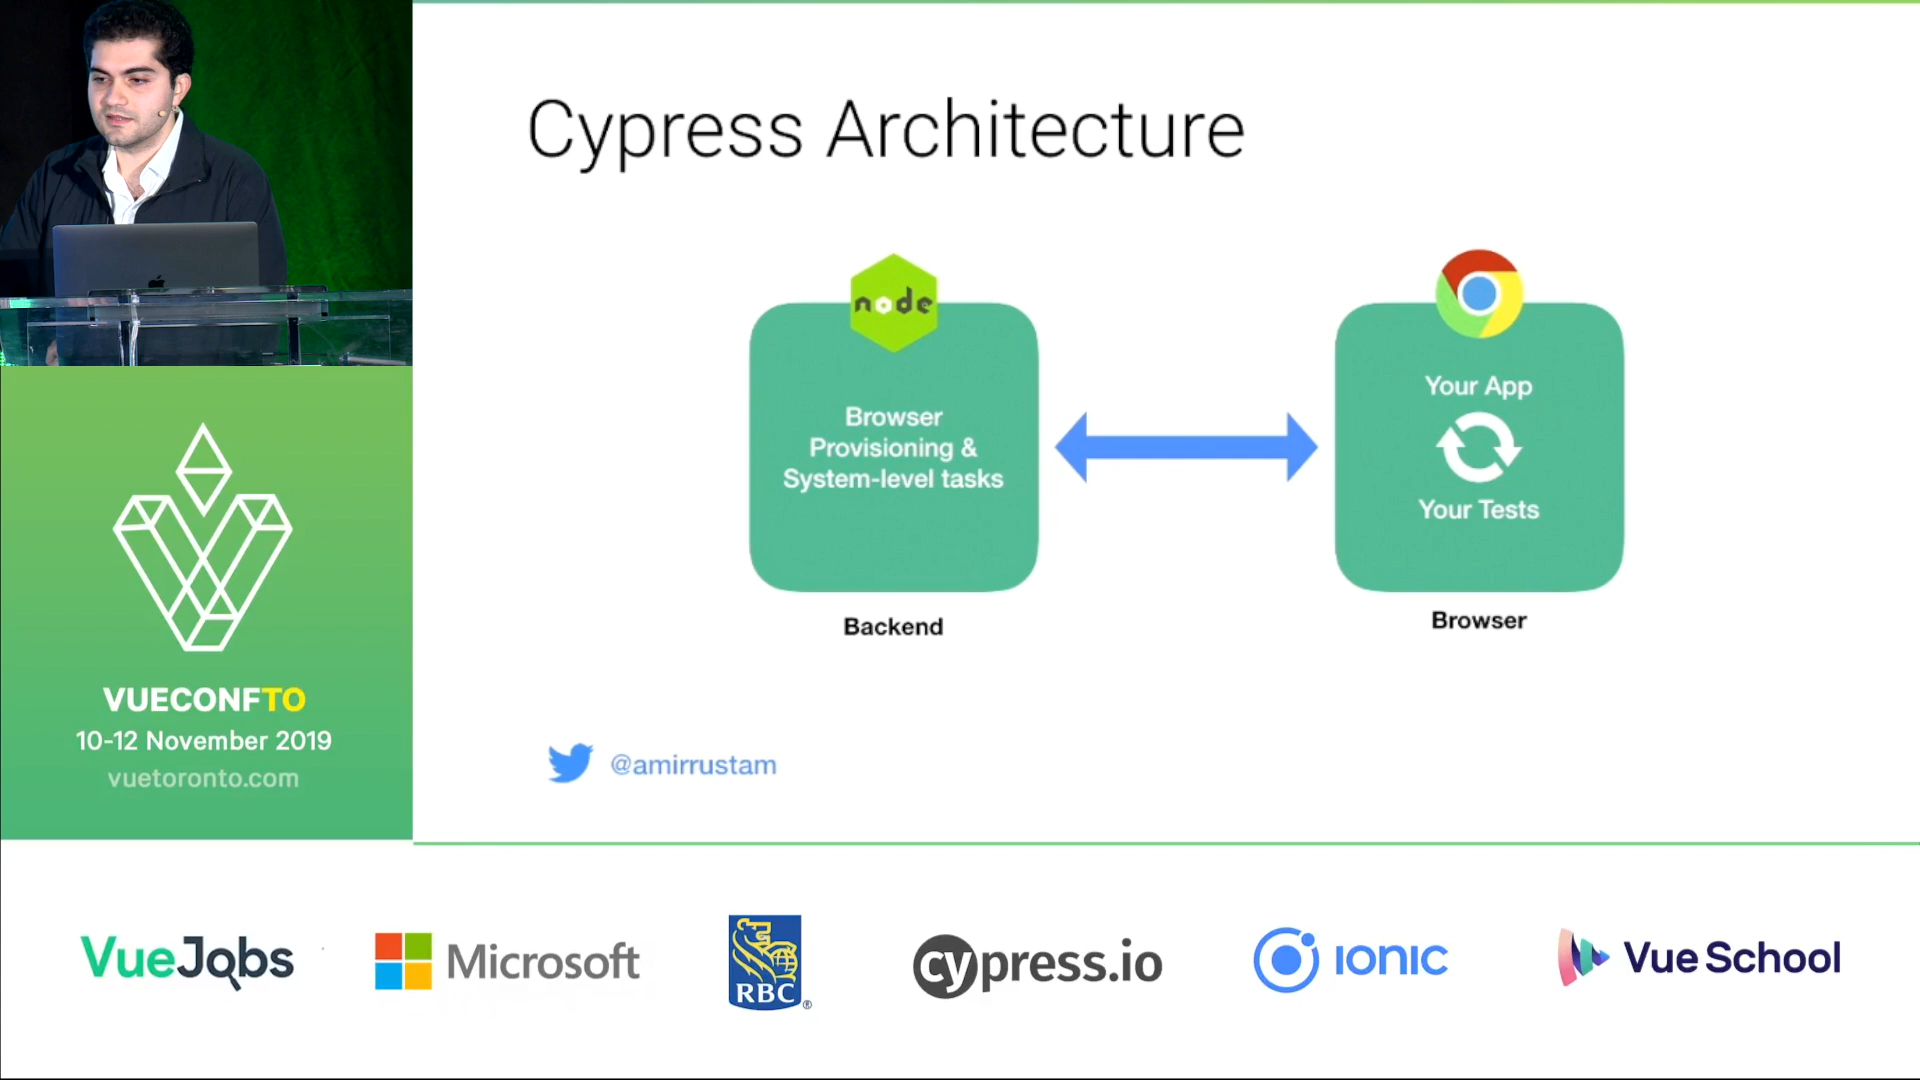 Cypress Architecture
node
Browser
Provisioning &
System-level tasks
Backend
Your App
Your Tests
Browser
@amirrustam
VUECONFTO
10-12 November 2019
vuetoronto.com
VueJobs
Microsoft
RBC®
cypress.io
IONIC
Vue School